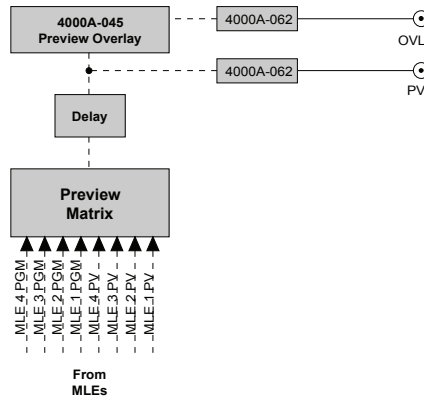 4000A-045
Preview Overlay
4000A-062
OVL
4000A-062
PV
Delay
Preview
Matrix
MLE 4 PGM
MLE 3 PGM
MLE 2 PGM
MLE 1 PGM
MLE 4 PV
MLE 3 PV
MLE 2 PV
MLE 1 PV
From
MLEs